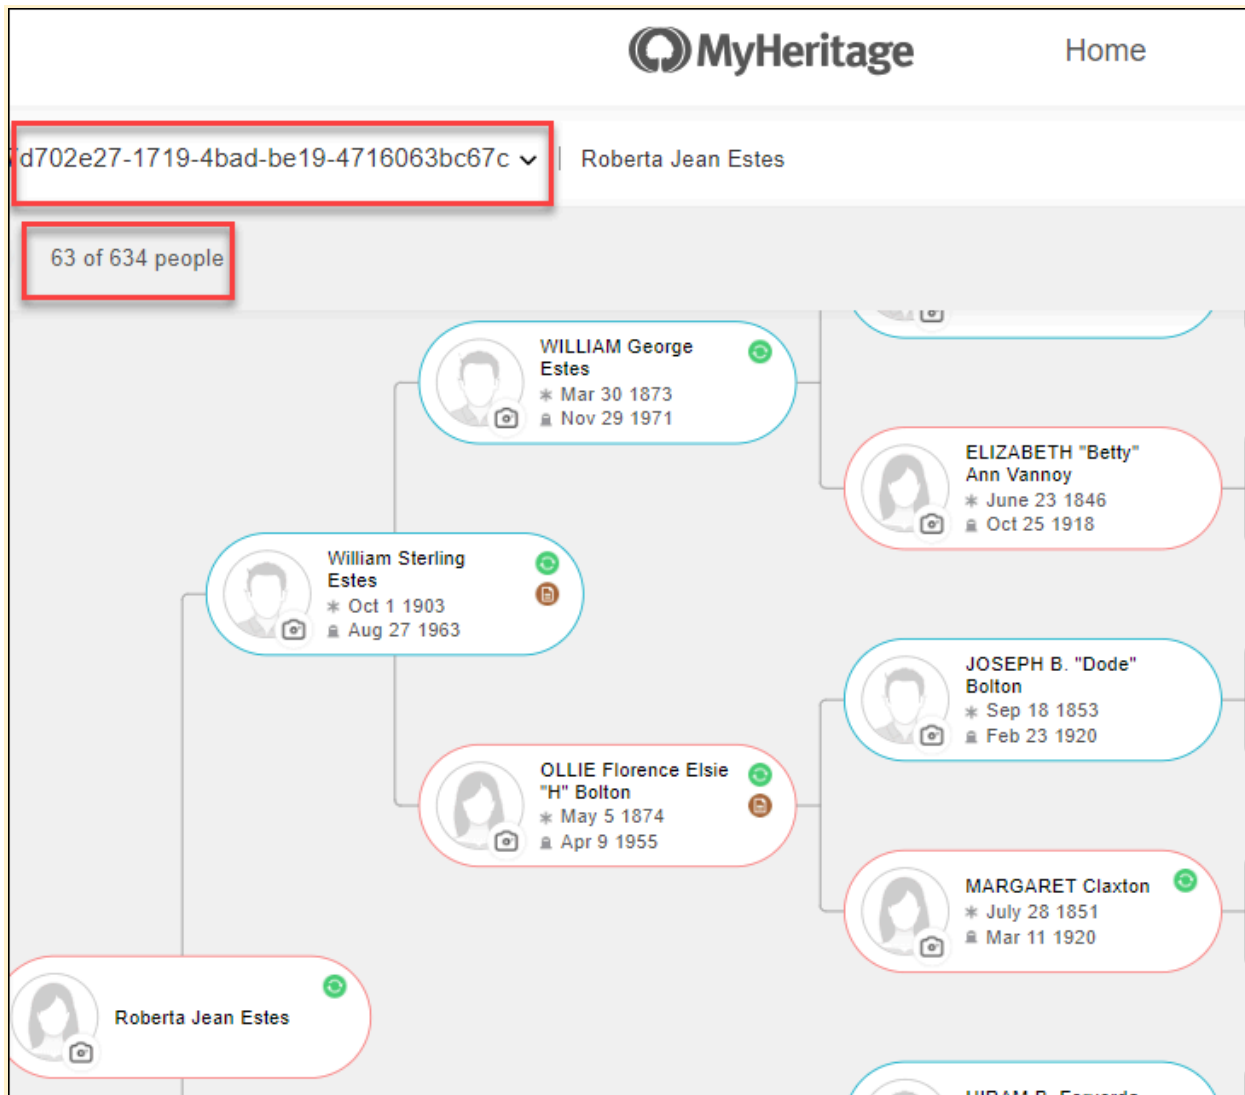 MyHeritage Home
7d702e27-1719-4bad-be19-4716063bc67c | Roberta Jean Estes
63 of 634 people
WILLIAM George
Estes
Mar 30 1873
Nov 29 1971
ELIZABETH "Betty"
Ann Vannoy
June 23 1846
Oct 25 1918
William Sterling
Estes
Oct 1 1903
Aug 27 1963
JOSEPH B. "Dode"
Bolton
Sep 18 1853
Feb 23 1920
OLLIE Florence Elsie
"H" Bolton
May 5 1874
Apr 9 1955
MARGARET Claxton
July 28 1851
Mar 11 1920
Roberta Jean Estes
HIRAM B.